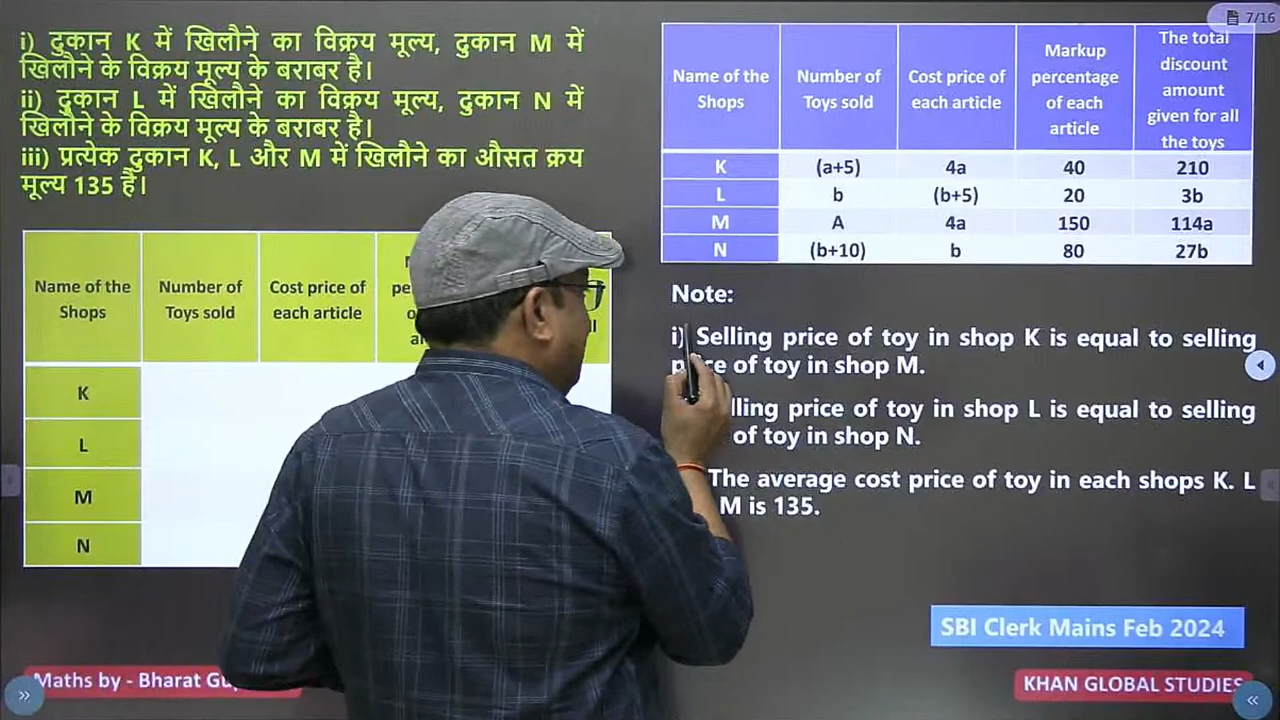 7/16
i) दुकान K में खिलौने का विक्रय मूल्य, दुकान M में
खिलौने के विक्रय मूल्य के बराबर है।
ii) दुकान L में खिलौने का विक्रय मूल्य, दुकान N में
खिलौने के विक्रय मूल्य के बराबर है।
iii) प्रत्येक दुकान K, L और M में खिलौने का औसत क्रय
मूल्य 135 है।
Name of the Number of Cost price of
Shops Toys sold each article
K
L
M
N
Name of the Shops Number of Toys sold Cost price of each article Markup percentage of each article The total discount amount given for all the toys
K (a+5) 4a 40 210
L b (b+5) 20 3b
M A 4a 150 114a
N (b+10) b 80 27b
Note:
i) Selling price of toy in shop K is equal to selling
price of toy in shop M.
lling price of toy in shop L is equal to selling
of toy in shop N.
The average cost price of toy in each shops K. L
M is 135.
SBI Clerk Mains Feb 2024
Maths by - Bharat Gu
KHAN GLOBAL STUDIES